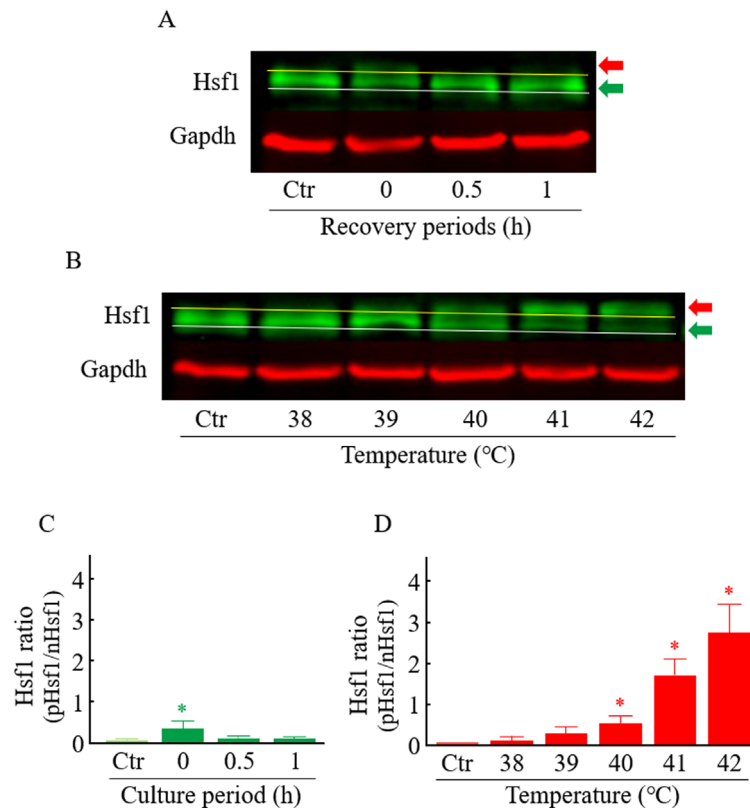 A
Hsf1
Gapdh
Ctr 0 0.5 1
Recovery periods (h)
B
Hsf1
Gapdh
Ctr 38 39 40 41 42
Temperature (℃)
C
Hsf1 ratio
(pHsf1/nHsf1)
4
3
2
1
0
*
Ctr 0 0.5 1
Culture period (h)
D
Hsf1 ratio
(pHsf1/nHsf1)
4
3
2
1
0
* * *
Ctr 38 39 40 41 42
Temperature (℃)